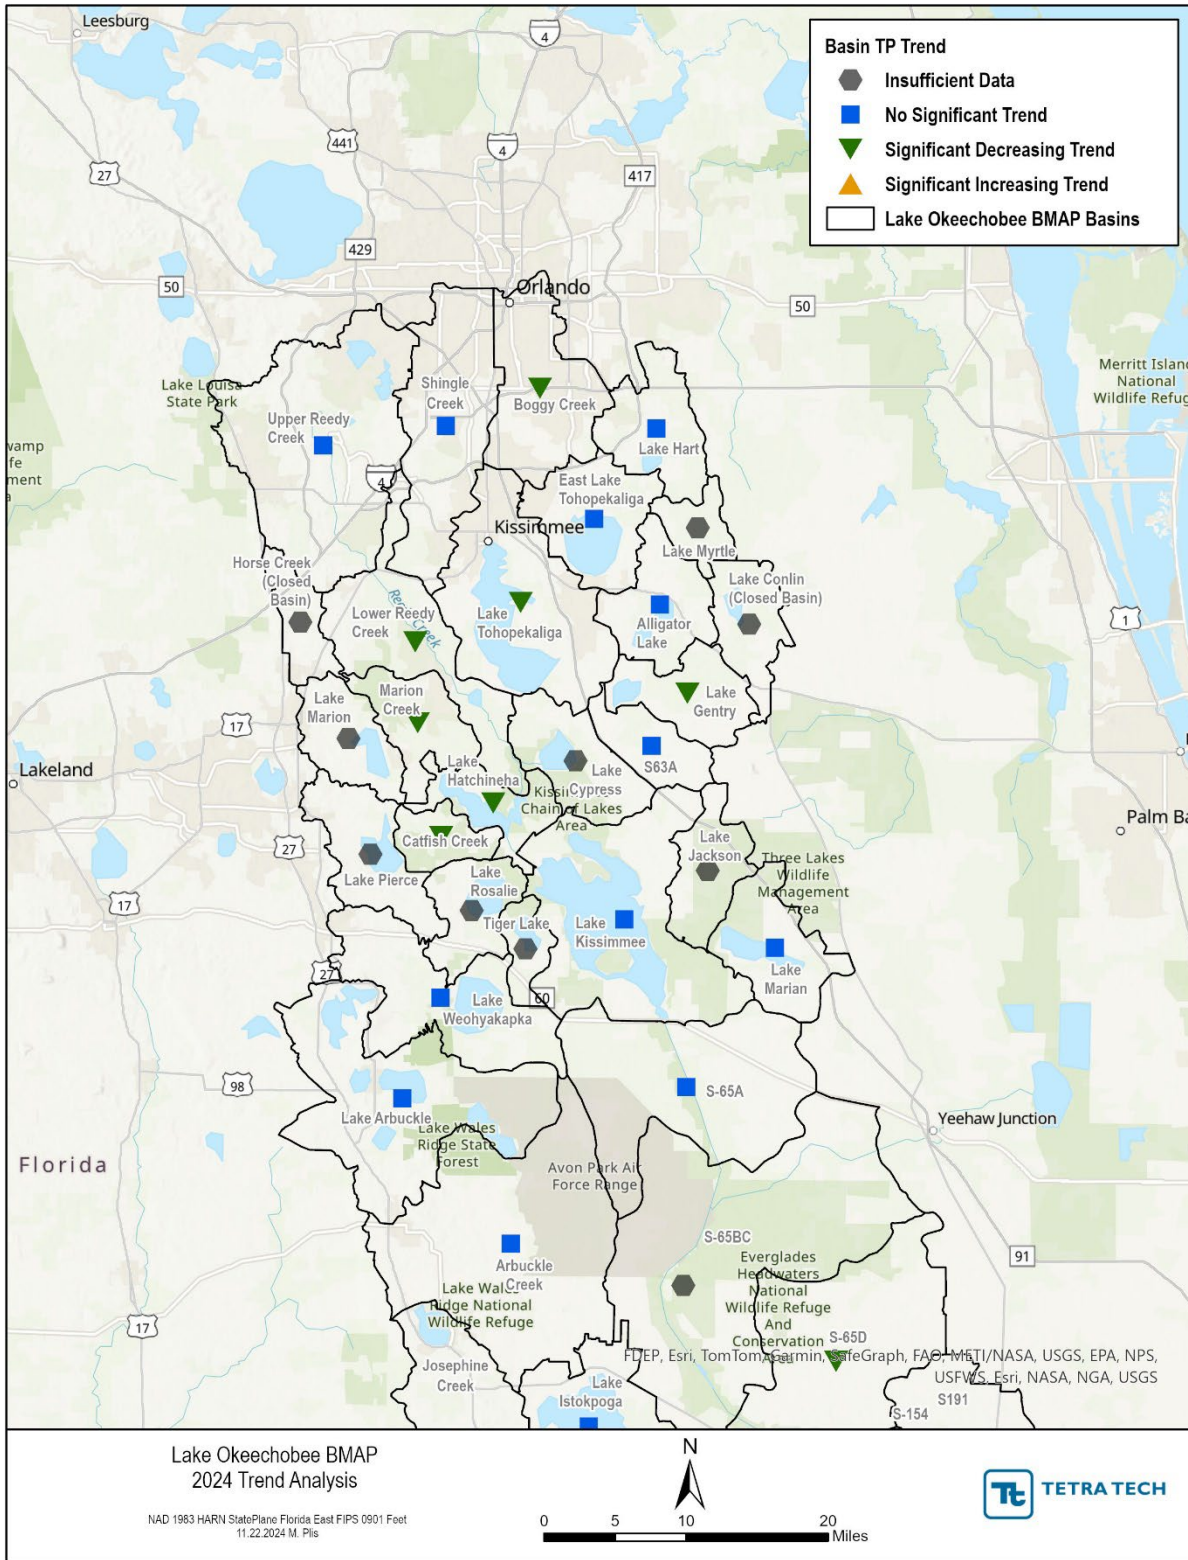 Leesburg
4
Basin TP Trend
Insufficient Data
No Significant Trend
Significant Decreasing Trend
Significant Increasing Trend
Lake Okeechobee BMAP Basins
441
4
27
417
429
50
Orlando
50
Merritt Island
National
Wildlife Refug
Lake Louisa
State Park
Shingle
Creek
Boggy Creek
Upper Reedy
Creek
Lake Hart
wamp
fe
ment
a
4
East Lake
Tohopekaliga
Kissimmee
Lake Myrtle
Horse Creek
(Closed
Basin)
Lake Conlin
(Closed Basin)
Lower Reedy
Creek
Creek
Lake
Tohopekaliga
Alligator
Lake
1
Marion
Creek
Lake
Gentry
Lake
Marion
17
Lake
Hatchineha
S63A
Lakeland
Lake
Cypress
Chain of Lakes
Area
Palm Ba
27
Catfish Creek
Lake
Jackson
Three Lakes
Wildlife
Management
Area
Lake Pierce
Lake
Rosalie
17
Tiger Lake
Lake
Kissimmee
Lake
Marian
27
60
Lake
Weohyakapka
98
S-65A
Lake Arbuckle
Yeehaw Junction
Lake Wales
Ridge State
Forest
Florida
Avon Park Air
Force Range
S-65BC
91
Arbuckle
Creek
Everglades
Headwaters
National
Wildlife Refuge
And
Conservation
Area
Lake Wales
Ridge National
Wildlife Refuge
17
S-65D
Josephine
Creek
FDEP, Esri, TomTom, Garmin, SafeGraph, FAO, METI/NASA, USGS, EPA, NPS,
USFWS, Esri, NASA, NGA, USGS
Lake
Istokpoga
S191
S-154
Lake Okeechobee BMAP
2024 Trend Analysis
NAD 1983 HARN StatePlane Florida East FIPS 0901 Feet
11.22.2024 M. Plis
N
0 5 10 20
Miles
Tt
TETRA TECH